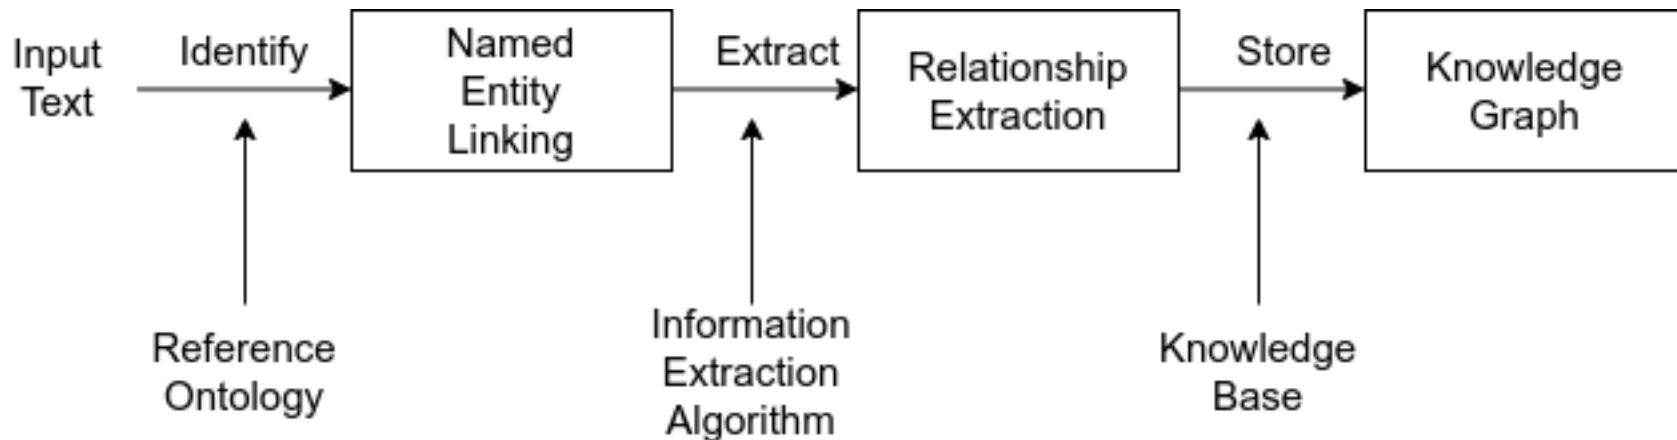 Input
Text
Identify
Named
Entity
Linking
Extract
Relationship
Extraction
Store
Knowledge
Graph
Reference
Ontology
Information
Extraction
Algorithm
Knowledge
Base